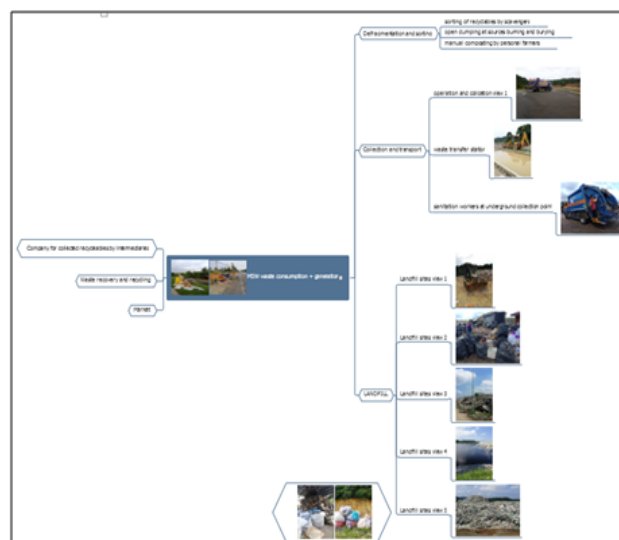 sorting of recyclables by scavengers
Defragmentation and sorting
open dumping at sources burning and burying
manual composting by personal farmers
operation and collection view 1
Collection and transport
waste transfer station
sanitation workers at underground collection point
Company for collected recyclables by intermediaries
MSW waste consumption + generation
Waste recovery and recycling
Market
Landfill sites view 1
Landfill sites view 2
LANDFILL
Landfill sites view 3
Landfill sites view 4
Landfill sites view 5